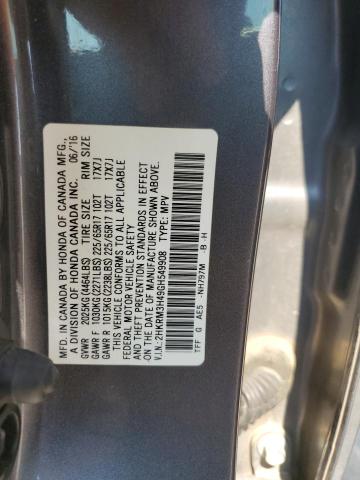 MFD. IN CANADA BY HONDA OF CANADA MFG.,
A DIVISION OF HONDA CANADA INC. 06/'16
GVWR 2025KG(4464LBS) TIRE SIZE RIM SIZE
GAWR F 1030KG(2271LBS) 225/65R17 102T 17X7J
GAWR R 1015KG(2238LBS) 225/65R17 102T 17X7J
THIS VEHICLE CONFORMS TO ALL APPLICABLE
FEDERAL MOTOR VEHICLE SAFETY, BUMPER,
AND THEFT PREVENTION STANDARDS IN EFFECT
ON THE DATE OF MANUFACTURE SHOWN ABOVE.
V.I.N.: 2HKRM3H49GH549908 TYPE: MPV
TFF G AE5 -NH797M -B-H